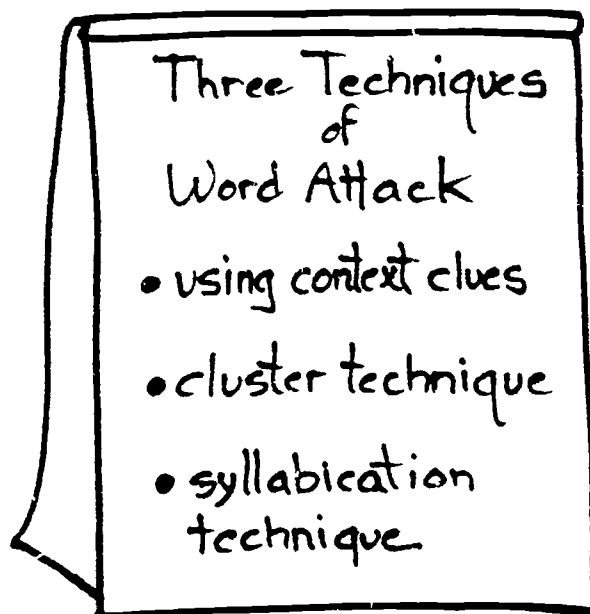 Three Techniques
of
Word Attack
• using context clues
• cluster technique
• syllabication
technique